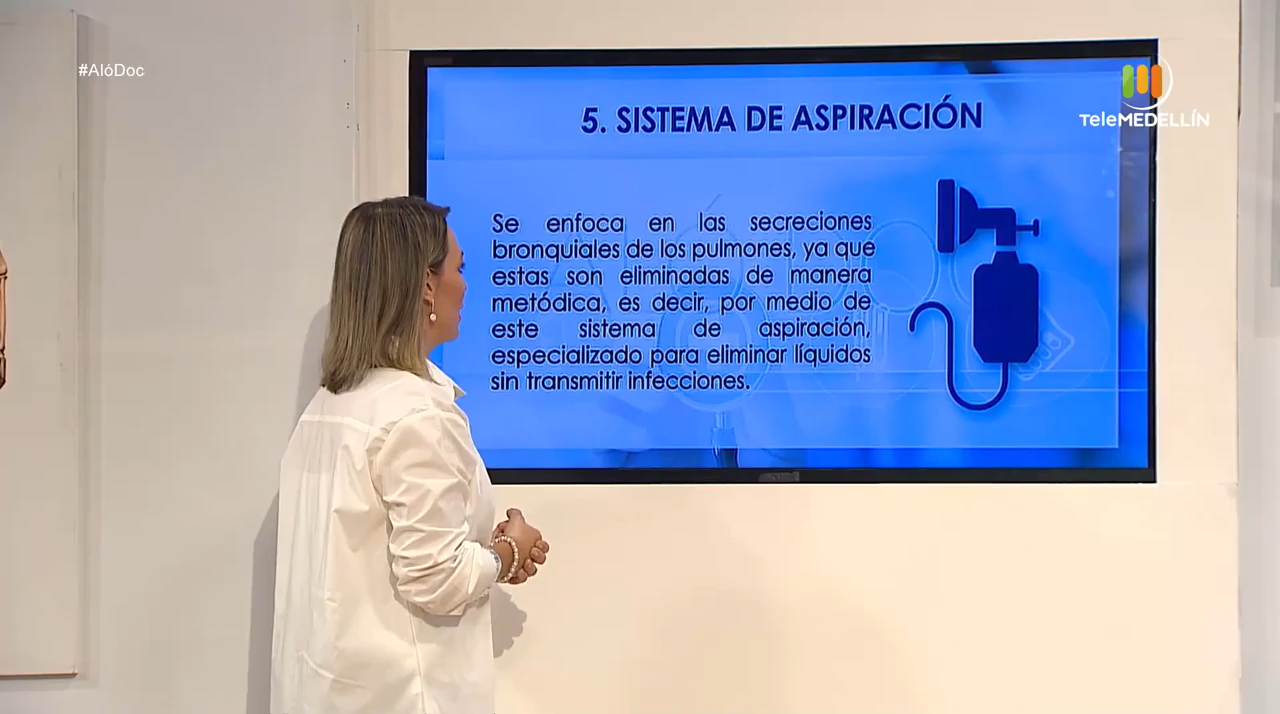 #AlóDoc
TeleMEDELLÍN
5. SISTEMA DE ASPIRACIÓN
Se enfoca en las secreciones
bronquiales de los pulmones, ya que
estas son eliminadas de manera
metódica, es decir, por medio de
este sistema de aspiración,
especializado para eliminar líquidos
sin transmitir infecciones.